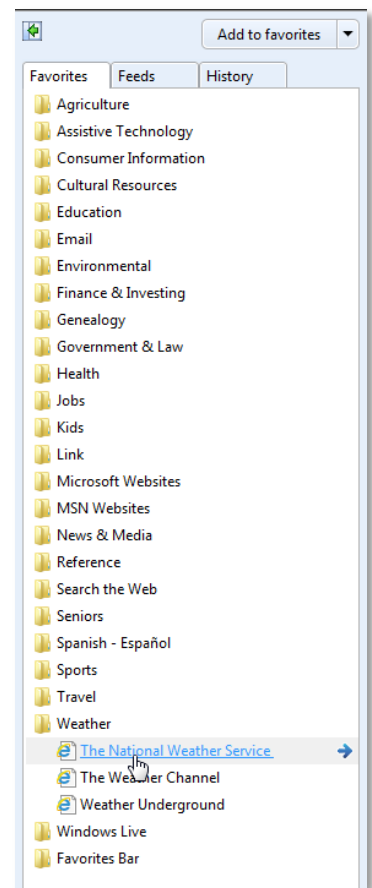 Add to favorites
Favorites Feeds History
Agriculture
Assistive Technology
Consumer Information
Cultural Resources
Education
Email
Environmental
Finance & Investing
Genealogy
Government & Law
Health
Jobs
Kids
Link
Microsoft Websites
MSN Websites
News & Media
Reference
Search the Web
Seniors
Spanish - Español
Sports
Travel
Weather
The National Weather Service
The Weather Channel
Weather Underground
Windows Live
Favorites Bar